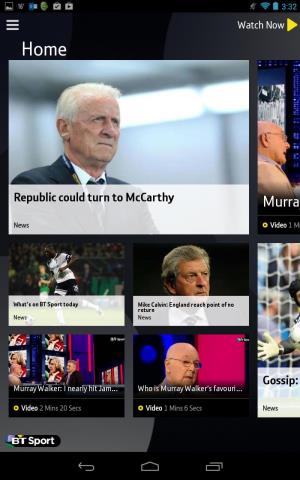 3:32
Watch Now
Home
Republic could turn to McCarthy
News
Murra
Video 1 M
What's on BT Sport today
News
Mike Calvin: England reach point of no
return
News
Gossip:
News
Murray Walker: I nearly hit Jam...
Video 2 Mins 20 Secs
Who is Murray Walker's favouri...
Video 1 Mins 6 Secs
BT Sport